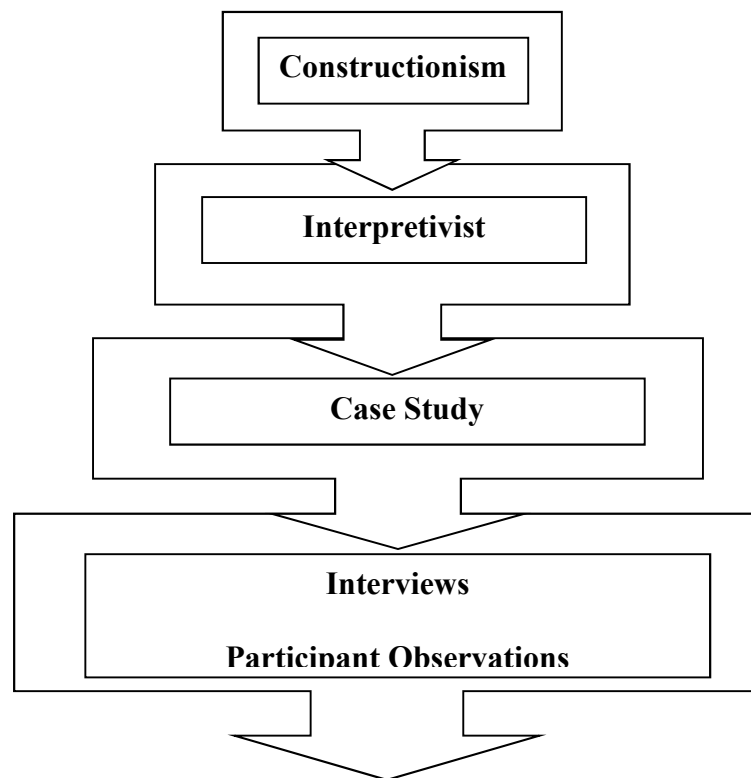 Constructionism
Interpretivist
Case Study
Interviews
Participant Observations